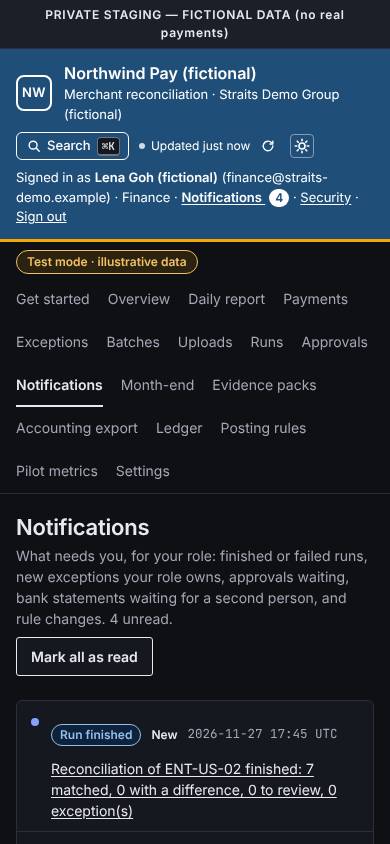 PRIVATE STAGING — FICTIONAL DATA (no real
payments)
NW
Northwind Pay (fictional)
Merchant reconciliation · Straits Demo Group
(fictional)
Search ⌘K
Updated just now
Signed in as Lena Goh (fictional) (finance@straits-
demo.example) · Finance · Notifications 4 · Security ·
Sign out
Test mode · illustrative data
Get started Overview Daily report Payments
Exceptions Batches Uploads Runs Approvals
Notifications Month-end Evidence packs
Accounting export Ledger Posting rules
Pilot metrics Settings
Notifications
What needs you, for your role: finished or failed runs,
new exceptions your role owns, approvals waiting,
bank statements waiting for a second person, and
rule changes. 4 unread.
Mark all as read
Run finished New 2026-11-27 17:45 UTC
Reconciliation of ENT-US-02 finished: 7
matched, 0 with a difference, 0 to review, 0
exception(s)